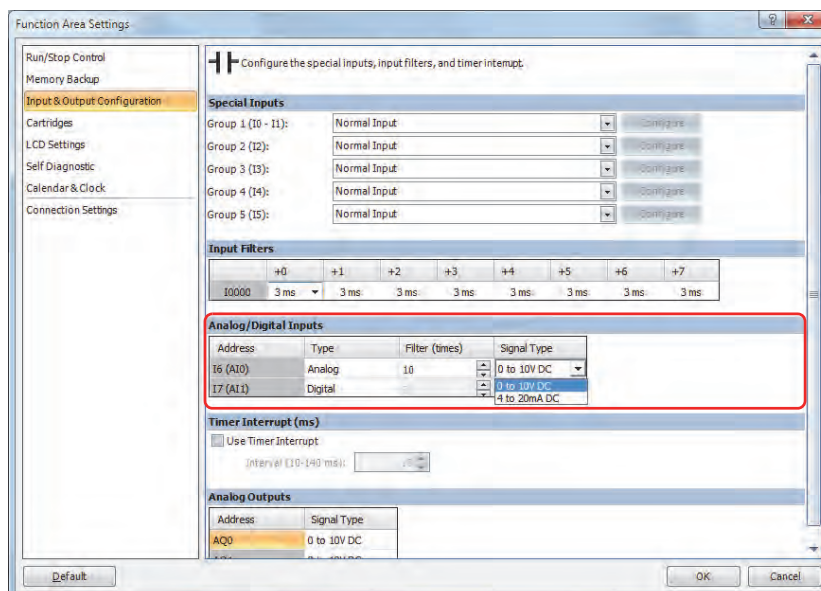 Function Area Settings
Run/Stop Control
Memory Backup
Input & Output Configuration
Cartridges
LCD Settings
Self Diagnostic
Calendar & Clock
Connection Settings
Configure the special inputs, input filters, and timer interrupt.
Special Inputs
Group 1 (I0 - I1): Normal Input Configure
Group 2 (I2): Normal Input Configure
Group 3 (I3): Normal Input Configure
Group 4 (I4): Normal Input Configure
Group 5 (I5): Normal Input Configure
Input Filters
+0 +1 +2 +3 +4 +5 +6 +7
I0000 3 ms 3 ms 3 ms 3 ms 3 ms 3 ms 3 ms 3 ms
Analog/Digital Inputs
Address Type Filter (times) Signal Type
I6 (AI0) Analog 10 0 to 10V DC
I7 (AI1) Digital
0 to 10V DC
4 to 20mA DC
Timer Interrupt (ms)
Use Timer Interrupt
Interval (10-140 ms):
Analog Outputs
Address Signal Type
AQ0 0 to 10V DC
Default OK Cancel